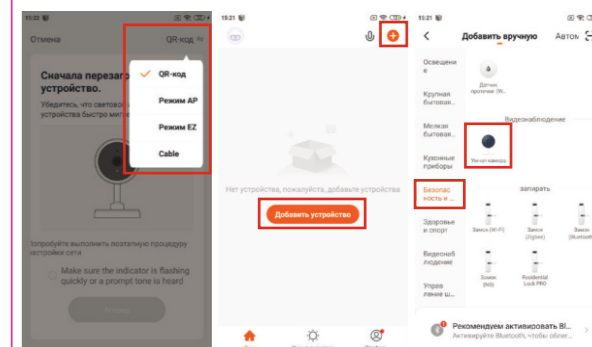 15:22
Отмена
QR-код
QR-код
Режим AP
Режим EZ
Cable
Сначала перезаг
устройство.
Убедитесь, что светово
устройства быстро миг
Попробуйте выполнить поэтапную процедуру
настройки сети
Make sure the indicator is flashing
quickly or a prompt tone is heard
15:21
Нет устройства, пожалуйста, добавьте устройство
Добавить устройство
15:21
Добавить вручную
Автом
Освещени
е
Крупная
бытовая...
Мелкая
бытовая...
Кухонные
приборы
Безопас
ность и ...
Здоровье
и спорт
Видеонаб
людение
Управ
ление ш...
Датчик
протечки (W...
Видеонаблюдение
Умная камера
запирать
Замок (Wi-Fi)
Замок
(Zigbee)
Замок
(Bluetooth
Замок
Residential
Lock PRO
Рекомендуем активировать Bl...
Активируйте Bluetooth, чтобы облег...